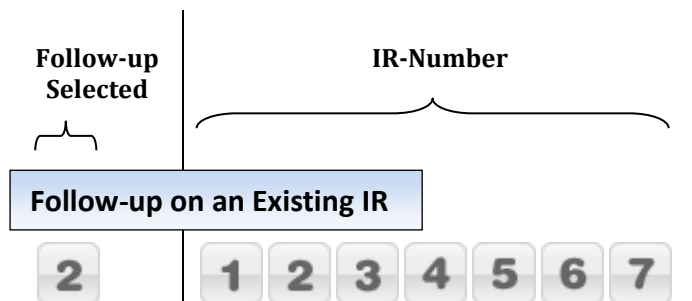 Follow-up
Selected
IR-Number
Follow-up on an Existing IR
2 1 2 3 4 5 6 7